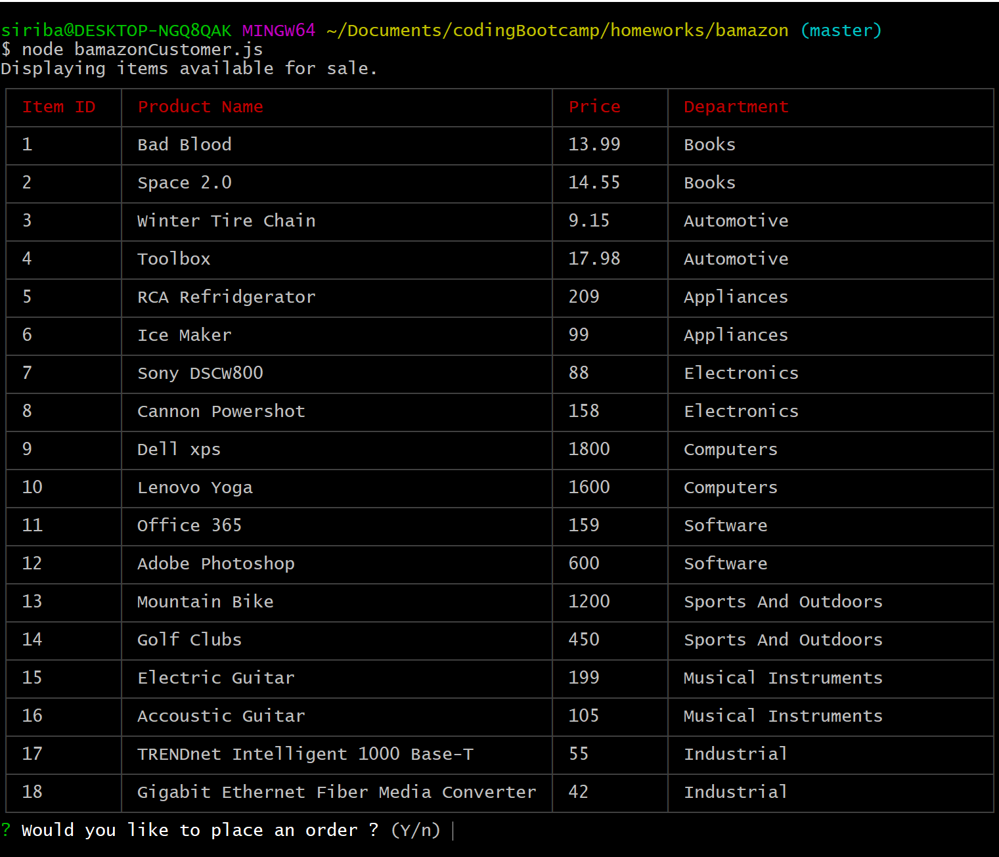 siriba@DESKTOP-NGQ8QAK MINGW64 ~/Documents/codingBootcamp/homeworks/bamazon (master)
$ node bamazonCustomer.js
Displaying items available for sale.
Item ID Product Name Price Department
1 Bad Blood 13.99 Books
2 Space 2.0 14.55 Books
3 Winter Tire Chain 9.15 Automotive
4 Toolbox 17.98 Automotive
5 RCA Refridgerator 209 Appliances
6 Ice Maker 99 Appliances
7 Sony DSCW800 88 Electronics
8 Cannon Powershot 158 Electronics
9 Dell xps 1800 Computers
10 Lenovo Yoga 1600 Computers
11 Office 365 159 Software
12 Adobe Photoshop 600 Software
13 Mountain Bike 1200 Sports And Outdoors
14 Golf Clubs 450 Sports And Outdoors
15 Electric Guitar 199 Musical Instruments
16 Accoustic Guitar 105 Musical Instruments
17 TRENDnet Intelligent 1000 Base-T 55 Industrial
18 Gigabit Ethernet Fiber Media Converter 42 Industrial
? Would you like to place an order ? (Y/n)